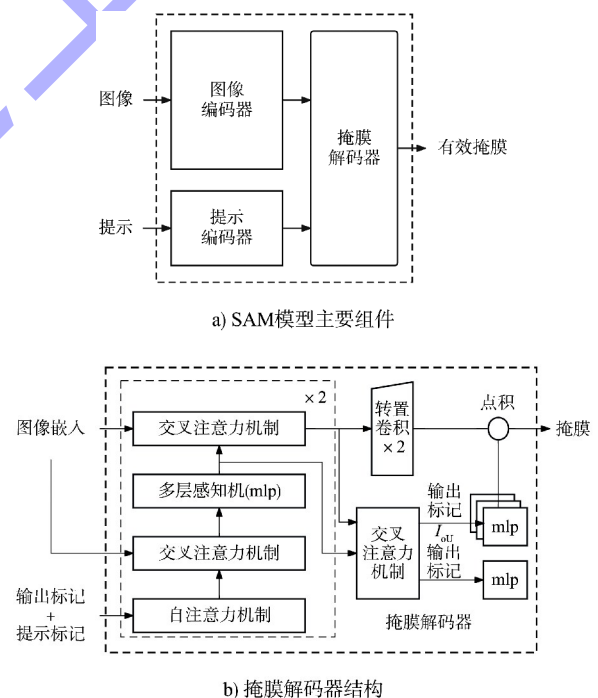 图像
图像
编码器
提示
提示
编码器
掩膜
解码器
有效掩膜
a) SAM模型主要组件
×2
图像嵌入
交叉注意力机制
多层感知机(mlp)
交叉注意力机制
输出标记
+
提示标记
自注意力机制
转置
卷积
×2
点积
掩膜
交叉
注意力
机制
输出
标记
IoU
输出
标记
mlp
mlp
掩膜解码器
b) 掩膜解码器结构